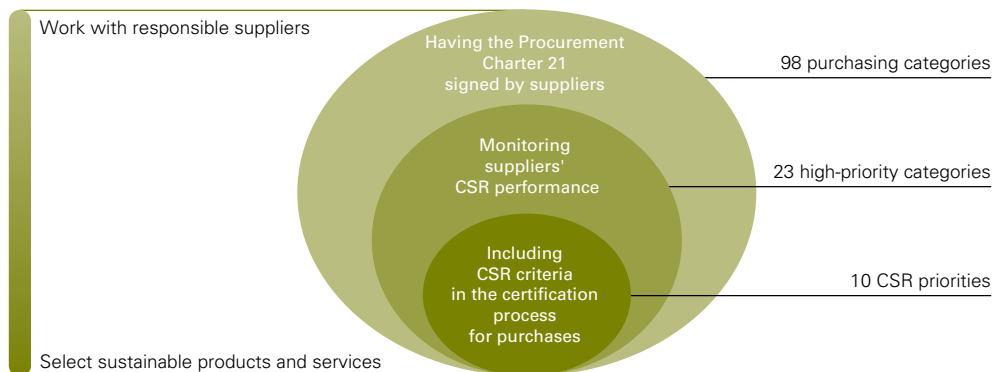 Work with responsible suppliers
Having the Procurement
Charter 21
signed by suppliers
98 purchasing categories
Monitoring
suppliers'
CSR performance
23 high-priority categories
Including
CSR criteria
in the certification
process
for purchases
10 CSR priorities
Select sustainable products and services